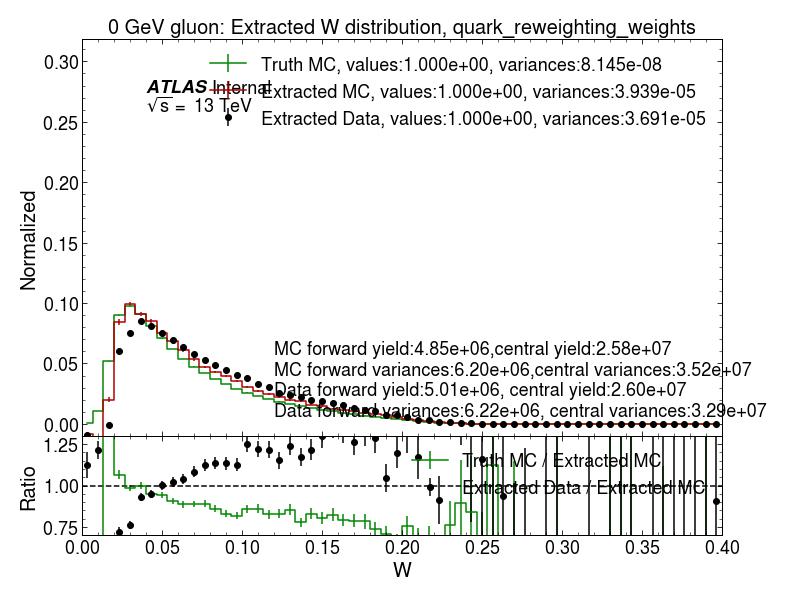 0 GeV gluon: Extracted W distribution, quark_reweighting_weights
Truth MC, values:1.000e+00, variances:8.145e-08
ATLAS Internal
Extracted MC, values:1.000e+00, variances:3.939e-05
√s = 13 TeV
Extracted Data, values:1.000e+00, variances:3.691e-05
0.30
0.25
0.20
0.15
0.10
0.05
0.00
Normalized
MC forward yield:4.85e+06,central yield:2.58e+07
MC forward variances:6.20e+06,central variances:3.52e+07
Data forward yield:5.01e+06, central yield:2.60e+07
Data forward variances:6.22e+06, central variances:3.29e+07
1.25
1.00
0.75
Ratio
Truth MC / Extracted MC
Extracted Data / Extracted MC
0.00 0.05 0.10 0.15 0.20 0.25 0.30 0.35 0.40
W